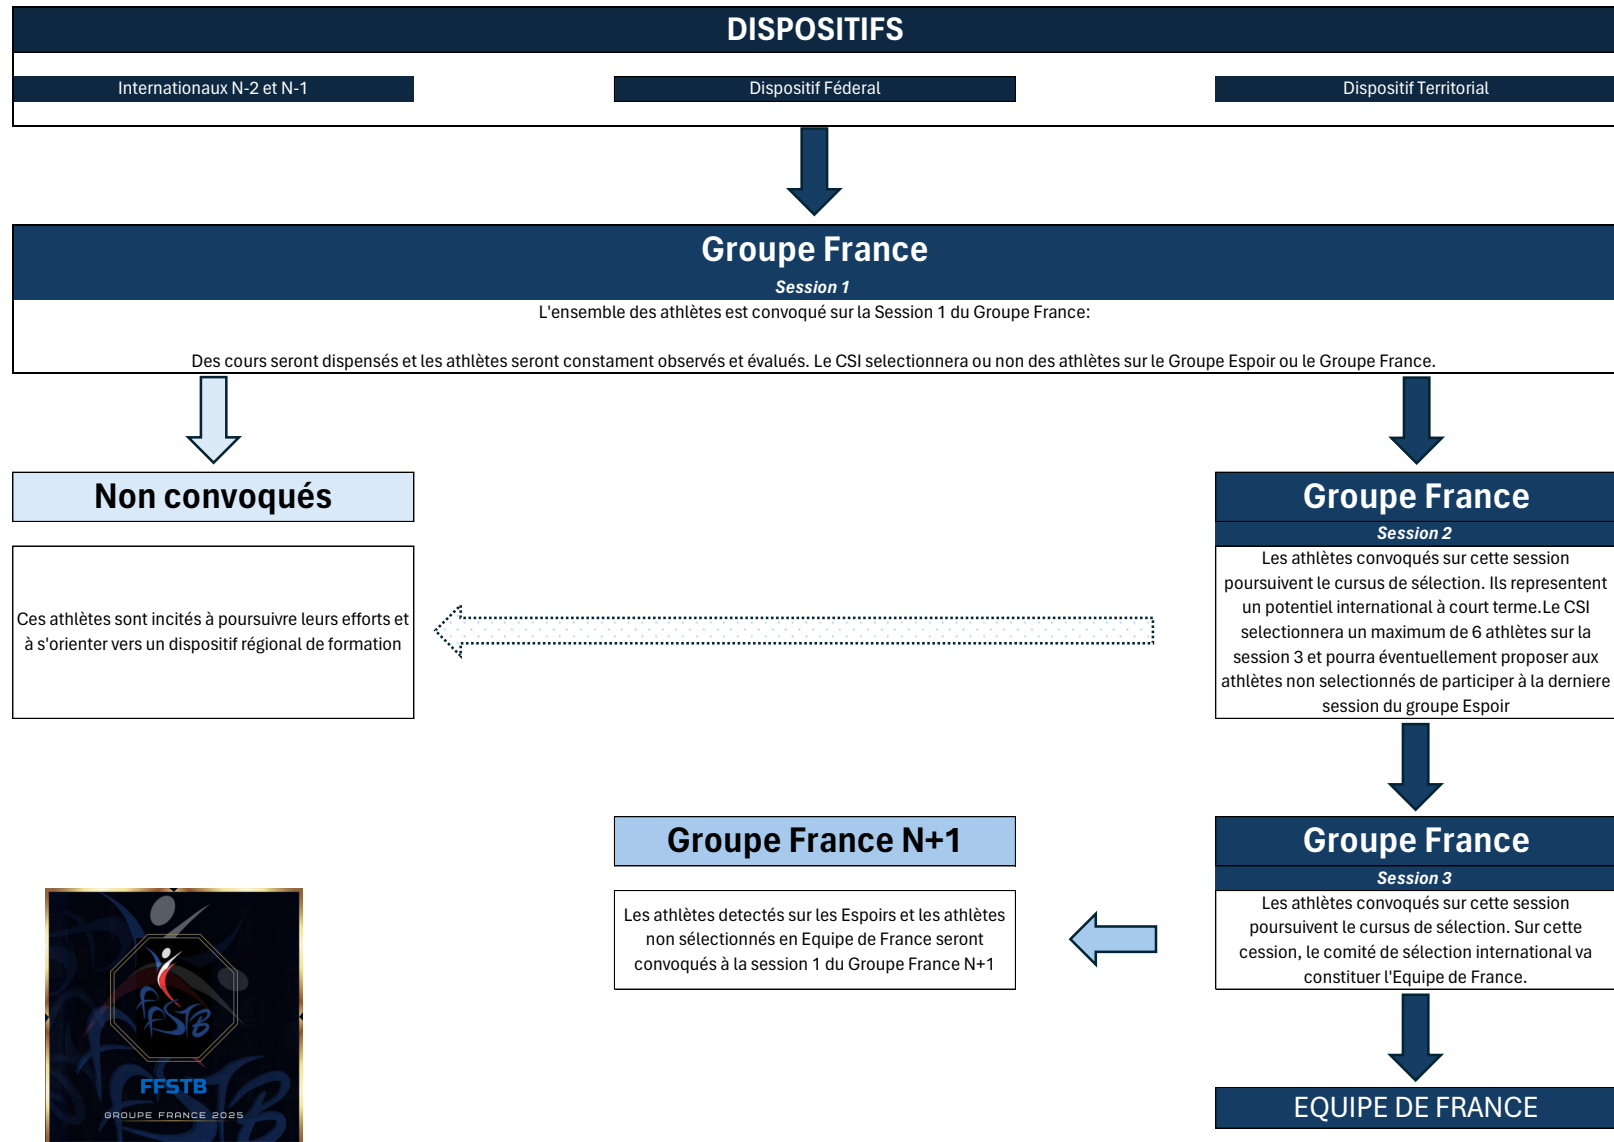 DISPOSITIFS
Internationaux N-2 et N-1
Dispositif Féderal
Dispositif Territorial
Groupe France
Session 1
L'ensemble des athlètes est convoqué sur la Session 1 du Groupe France:
Des cours seront dispensés et les athlètes seront constament observés et évalués. Le CSI selectionnera ou non des athlètes sur le Groupe Espoir ou le Groupe France.
Non convoqués
Ces athlètes sont incités à poursuivre leurs efforts et
à s'orienter vers un dispositif régional de formation
Groupe France
Session 2
Les athlètes convoqués sur cette session
poursuivent le cursus de sélection. Ils representent
un potentiel international à court terme.Le CSI
selectionnera un maximum de 6 athlètes sur la
session 3 et pourra éventuellement proposer aux
athlètes non selectionnés de participer à la derniere
session du groupe Espoir
Groupe France N+1
Les athlètes detectés sur les Espoirs et les athlètes
non sélectionnés en Equipe de France seront
convoqués à la session 1 du Groupe France N+1
Groupe France
Session 3
Les athlètes convoqués sur cette session
poursuivent le cursus de sélection. Sur cette
cession, le comité de sélection international va
constituer l'Equipe de France.
FFSTB
FFSTB
GROUPE FRANCE 2025
EQUIPE DE FRANCE